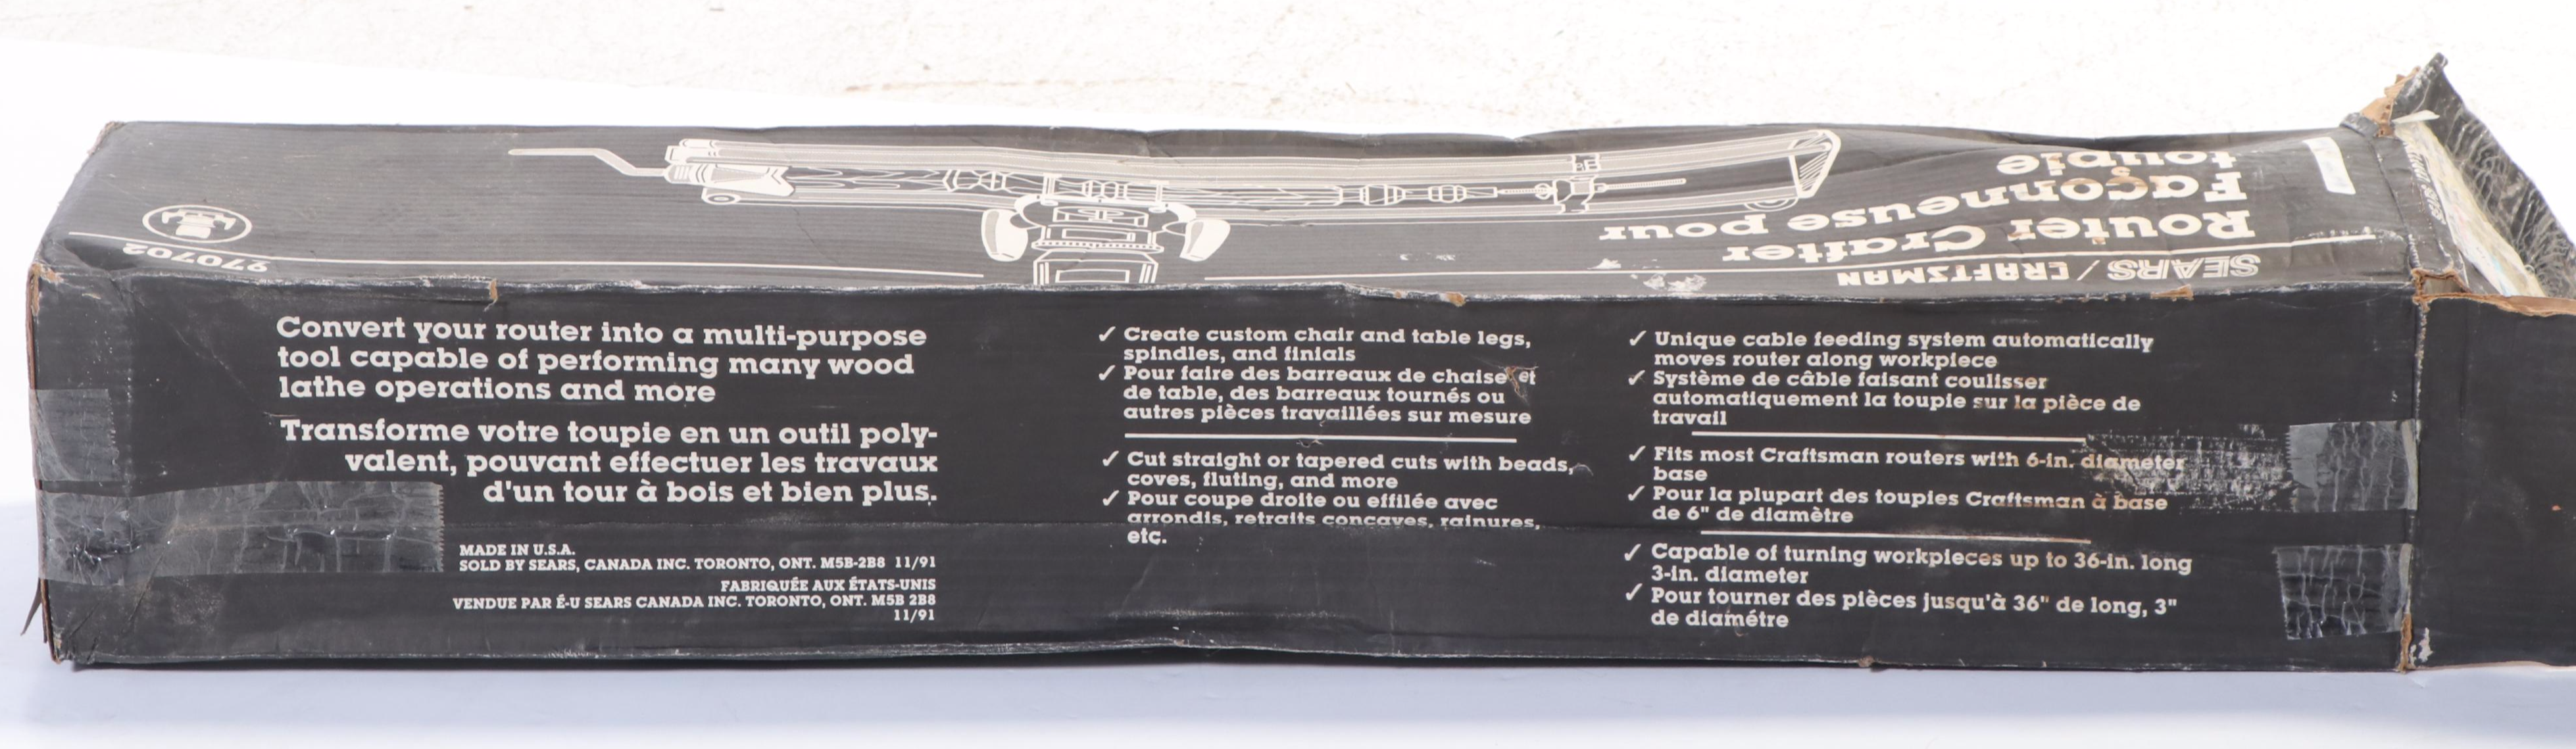 SEARS / CRAFTSMAN
Router Crafter
Façonneuse pour
toupie
970702
Convert your router into a multi-purpose
tool capable of performing many wood
lathe operations and more
Transforme votre toupie en un outil poly-
valent, pouvant effectuer les travaux
d'un tour à bois et bien plus.
MADE IN U.S.A.
SOLD BY SEARS, CANADA INC. TORONTO, ONT. M5B-2B8 11/91
FABRIQUÉE AUX ÉTATS-UNIS
VENDUE PAR É-U SEARS CANADA INC. TORONTO, ONT. M5B 2B8
11/91
✓ Create custom chair and table legs,
spindles, and finials
✓ Pour faire des barreaux de chaise et
de table, des barreaux tournés ou
autres pièces travaillées sur mesure
✓ Cut straight or tapered cuts with beads,
coves, fluting, and more
✓ Pour coupe droite ou effilée avec
arrondis, retraits concaves, rainures,
etc.
✓ Unique cable feeding system automatically
moves router along workpiece
✓ Système de câble faisant coulisser
automatiquement la toupie sur la pièce de
travail
✓ Fits most Craftsman routers with 6-in. diameter
base
✓ Pour la plupart des toupies Craftsman à base
de 6" de diamètre
✓ Capable of turning workpieces up to 36-in. long
3-in. diameter
✓ Pour tourner des pièces jusqu'à 36" de long, 3"
de diamétre